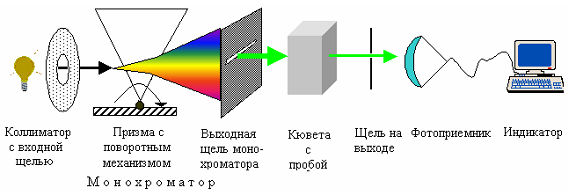 Коллиматор
с входной
щелью
Призма с
поворотным
механизмом
Выходная
щель моно-
хроматора
Кювета
с
пробой
Щель на
выходе
Фотоприемник
Индикатор
Монохроматор